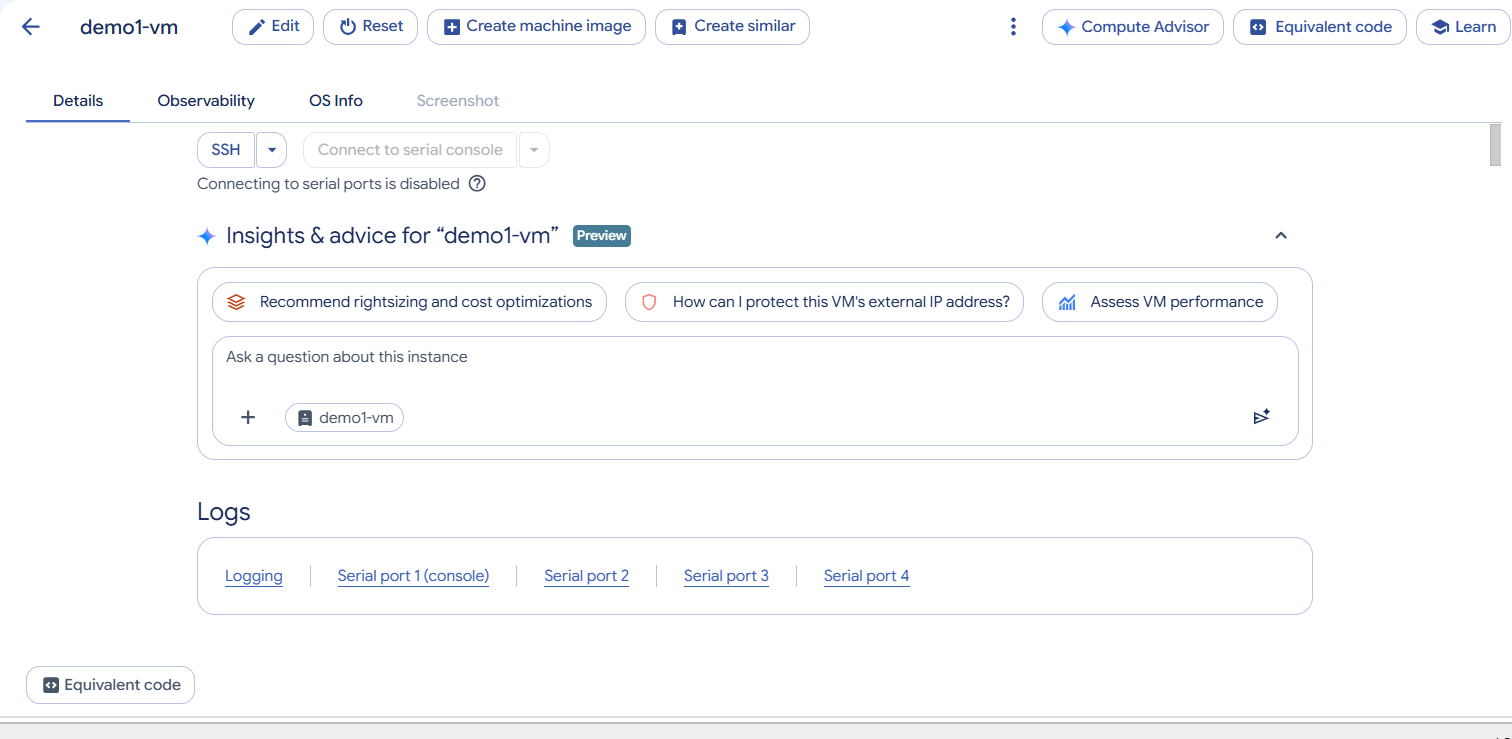 demo1-vm Edit Reset Create machine image Create similar Compute Advisor Equivalent code Learn
Details Observability OS Info Screenshot
SSH Connect to serial console
Connecting to serial ports is disabled
Insights & advice for “demo1-vm” Preview
Recommend rightsizing and cost optimizations How can I protect this VM's external IP address? Assess VM performance
Ask a question about this instance
demo1-vm
Logs
Logging Serial port 1 (console) Serial port 2 Serial port 3 Serial port 4
Equivalent code